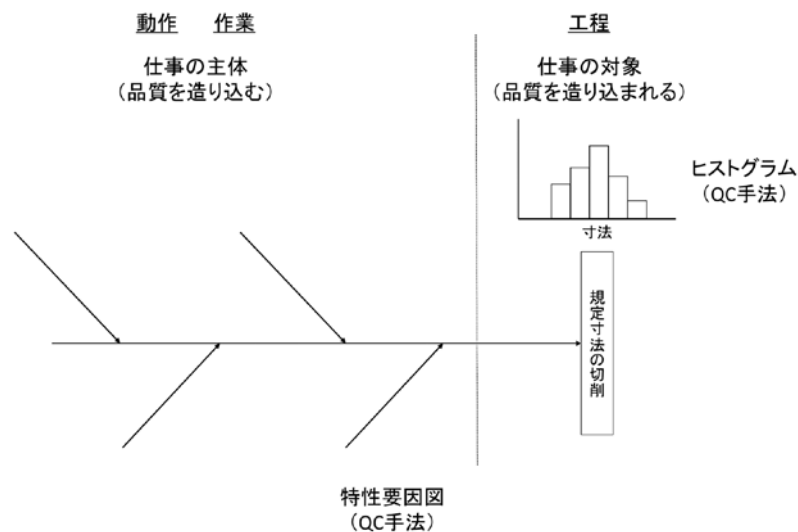 動作 作業
仕事の主体
(品質を造り込む)
工程
仕事の対象
(品質を造り込まれる)
ヒストグラム
(QC手法)
寸法
規定寸法の切削
特性要因図
(QC手法)